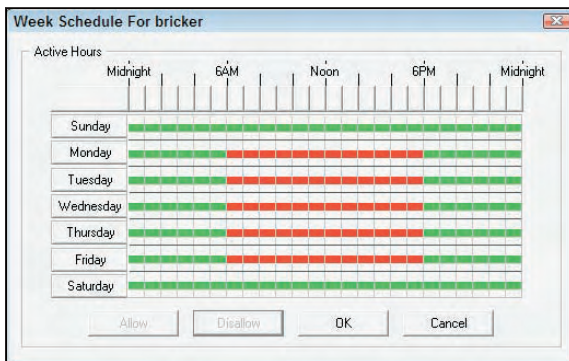 Week Schedule For bricker
Active Hours
Midnight 6AM Noon 6PM Midnight
Sunday
Monday
Tuesday
Wednesday
Thursday
Friday
Saturday
Allow Disallow OK Cancel